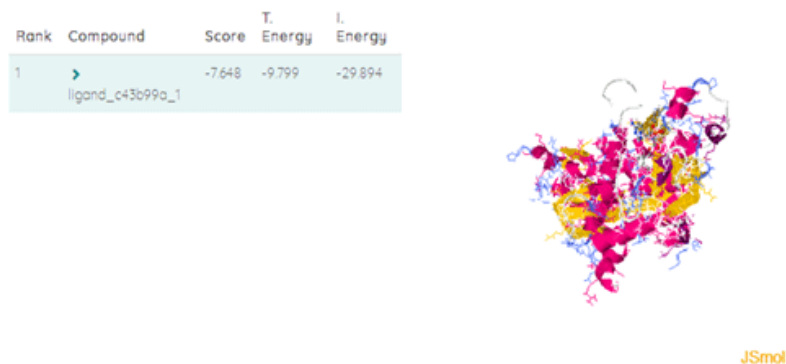 Rank Compound Score T. Energy I. Energy
1 ligand_c43b99a_1 -7.648 -9.799 -29.894
JSmol